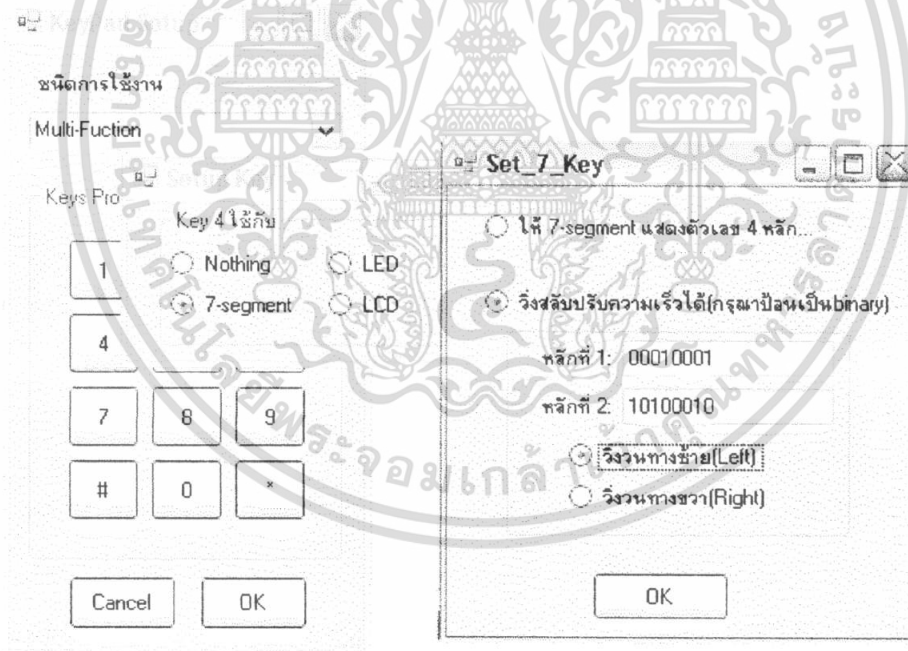 ชนิดการใช้งาน
Multi-Fuction
Keys Pro
Key 4 ใช้กับ
Nothing
LED
7-segment
LCD
1
4
7
8
9
#
0
*
Cancel
OK
Set_7_Key
ให้ 7-segment แสดงตัวเลข 4 หลัก...
วิ่งสลับปรับความเร็วได้(กรุณาป้อนเป็นbinary)
หลักที่ 1: 00010001
หลักที่ 2: 10100010
วิ่งวนทางซ้าย(Left)
วิ่งวนทางขวา(Right)
OK